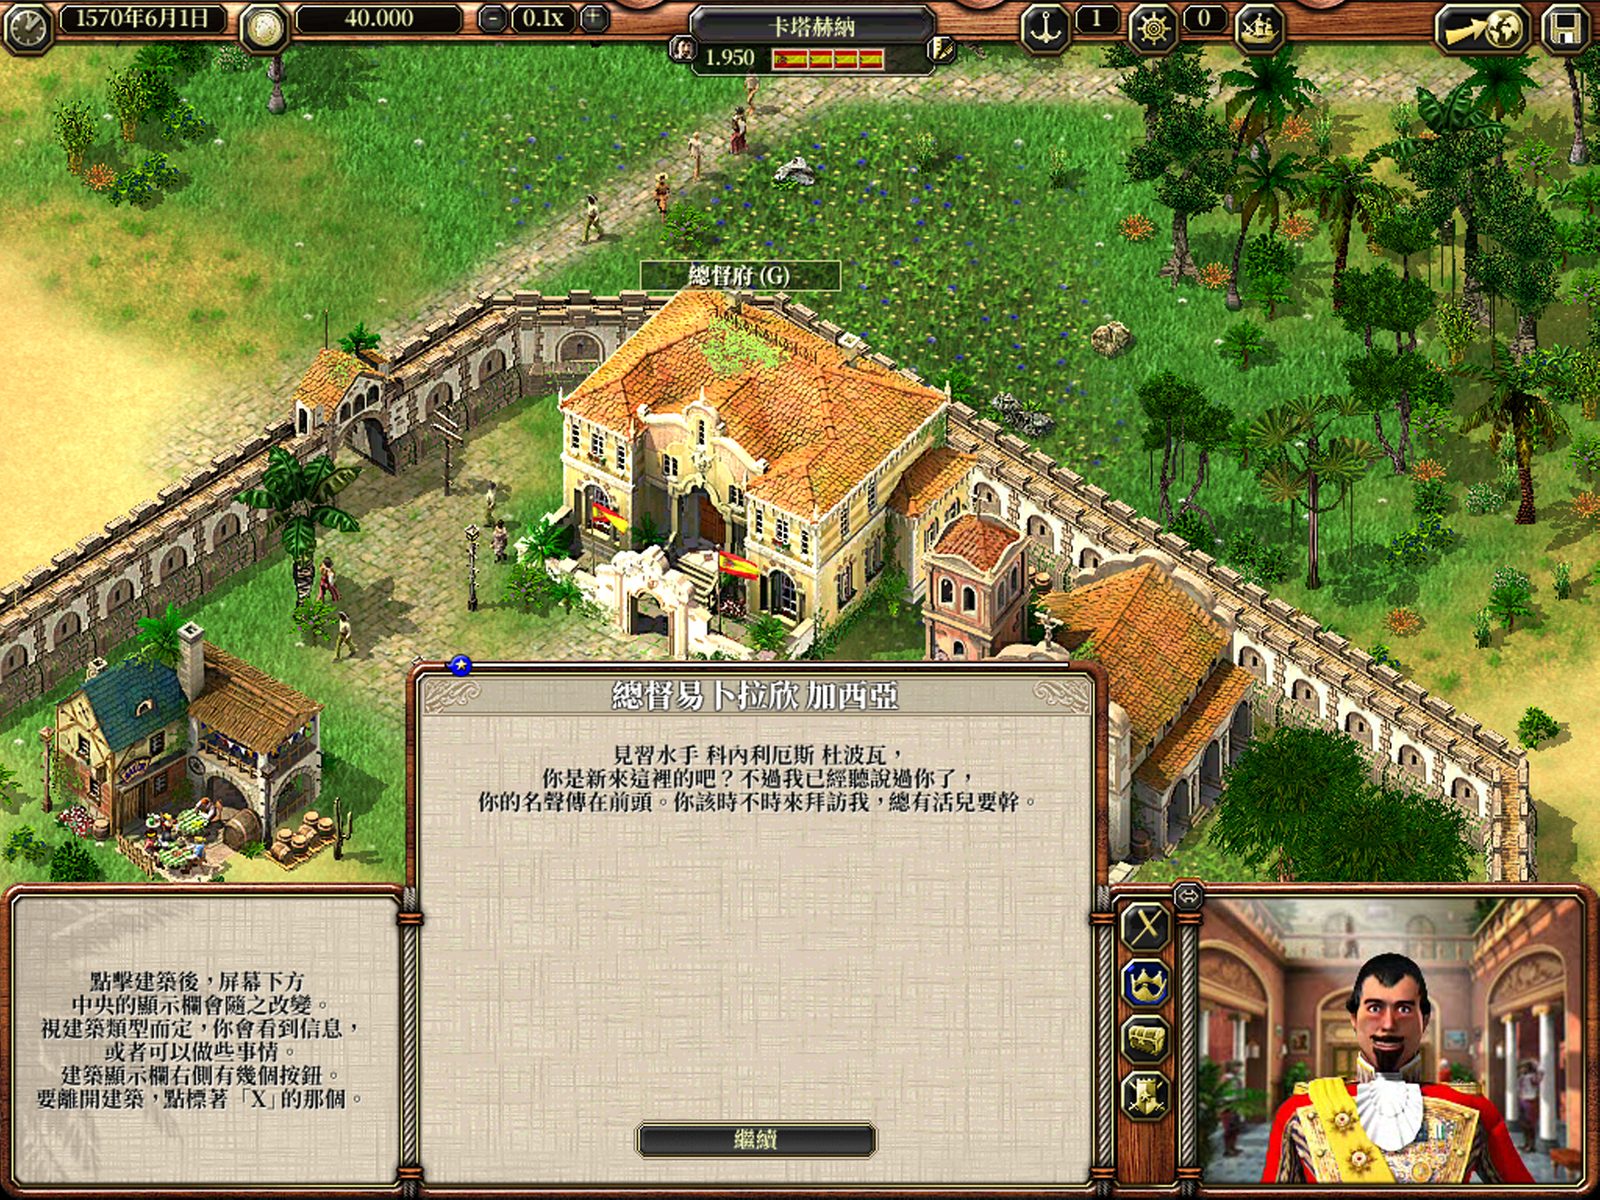 1570年6月1日
40.000
- 0.1x +
卡塔赫納
1.950
1
0
總督府 (G)
總督易卜拉欣 加西亞
見習水手 科內利厄斯 杜波瓦，
你是新來這裡的吧？不過我已經聽說過你了，
你的名聲傳在前頭。你該時不時來拜訪我，總有活兒要幹。
繼續
點擊建築後，屏幕下方
中央的顯示欄會隨之改變。
視建築類型而定，你會看到信息，
或者可以做些事情。
建築顯示欄右側有幾個按鈕。
要離開建築，點標著「X」的那個。